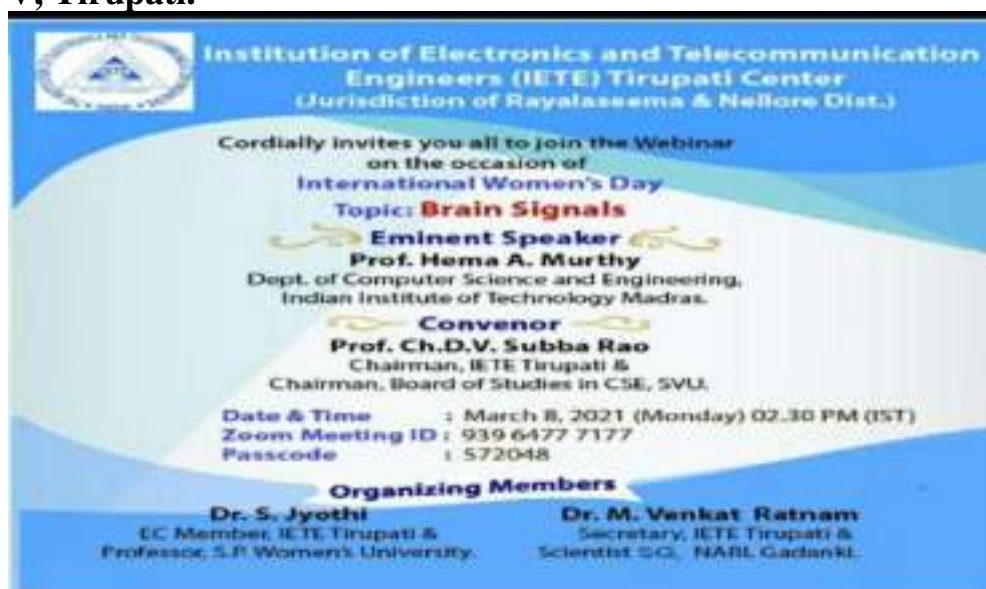 V, Tirupati.
IETE
Institution of Electronics and Telecommunication
Engineers (IETE) Tirupati Center
(Jurisdiction of Rayalaseema & Nellore Dist.)
Cordially invites you all to join the Webinar
on the occasion of
International Women's Day
Topic: Brain Signals
Eminent Speaker
Prof. Hema A. Murthy
Dept. of Computer Science and Engineering,
Indian Institute of Technology Madras.
Convenor
Prof. Ch.D.V. Subba Rao
Chairman, IETE Tirupati &
Chairman, Board of Studies in CSE, SVU.
Date & Time : March 8, 2021 (Monday) 02.30 PM (IST)
Zoom Meeting ID : 939 6477 7177
Passcode : 572048
Organizing Members
Dr. S. Jyothi
EC Member, IETE Tirupati &
Professor, S.P. Women's University.
Dr. M. Venkat Ratnam
Secretary, IETE Tirupati &
Scientist SG, NARL Gadanki.